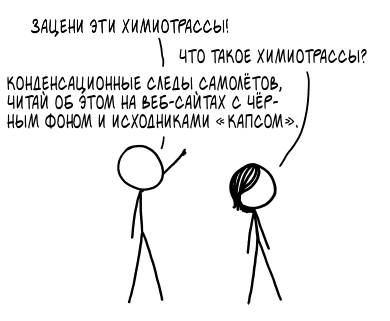 ЗАЦЕНИ ЭТИ ХИМИОТРАССЫ!
ЧТО ТАКОЕ ХИМИОТРАССЫ?
КОНДЕНСАЦИОННЫЕ СЛЕДЫ САМОЛЁТОВ,
ЧИТАЙ ОБ ЭТОМ НА ВЕБ-САЙТАХ С ЧЁР-
НЫМ ФОНОМ И ИСХОДНИКАМИ «КАПСОМ».